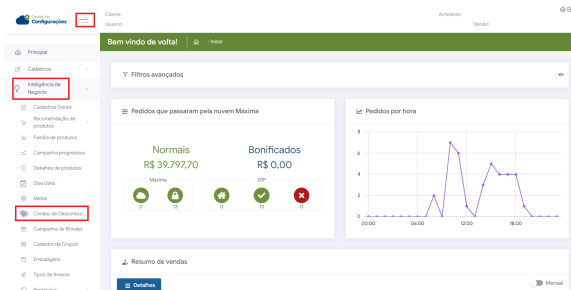 Central de
Configurações
Cliente:
Usuário:
Ambiente:
Versão:
Bem vindo de volta!
- Início
Principal
Cadastros
Inteligência de
Negócio
Cadastros Gerais
Recomendação de
produtos
Família de produtos
Campanha progressiva
Detalhes de produtos
Dias Úteis
Metas
Combo de Descontos
Campanha de Brindes
Cadastro de Grupos
Embalagens
Tipos de Anexos
Filtros avançados
Pedidos que passaram pela nuvem Máxima
Normais
R$ 39.797,70
Bonificados
R$ 0,00
Máxima
ERP
0
13
0
13
0
Pedidos por hora
8
6
4
2
0
00:00
06:00
12:00
18:00
Resumo de vendas
Detalhes
Mensal